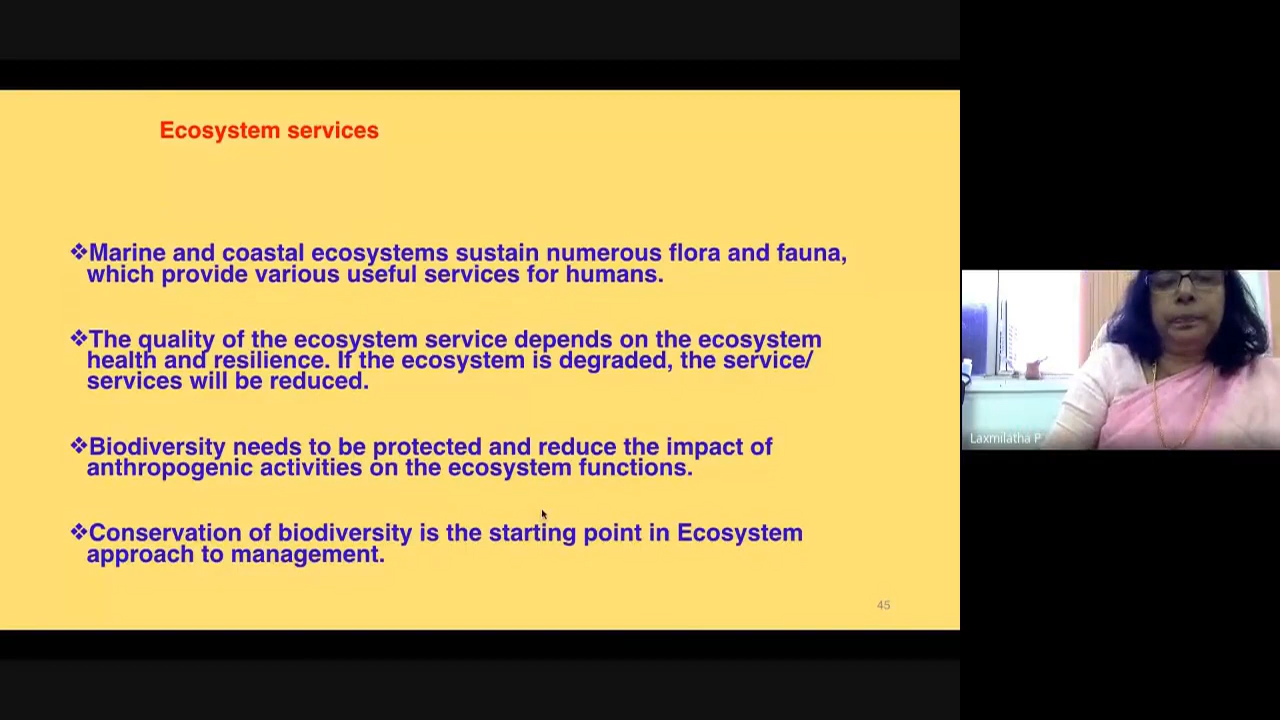 Ecosystem services
❖Marine and coastal ecosystems sustain numerous flora and fauna,
which provide various useful services for humans.
❖The quality of the ecosystem service depends on the ecosystem
health and resilience. If the ecosystem is degraded, the service/
services will be reduced.
❖Biodiversity needs to be protected and reduce the impact of
anthropogenic activities on the ecosystem functions.
❖Conservation of biodiversity is the starting point in Ecosystem
approach to management.
45
Laxmilatha P